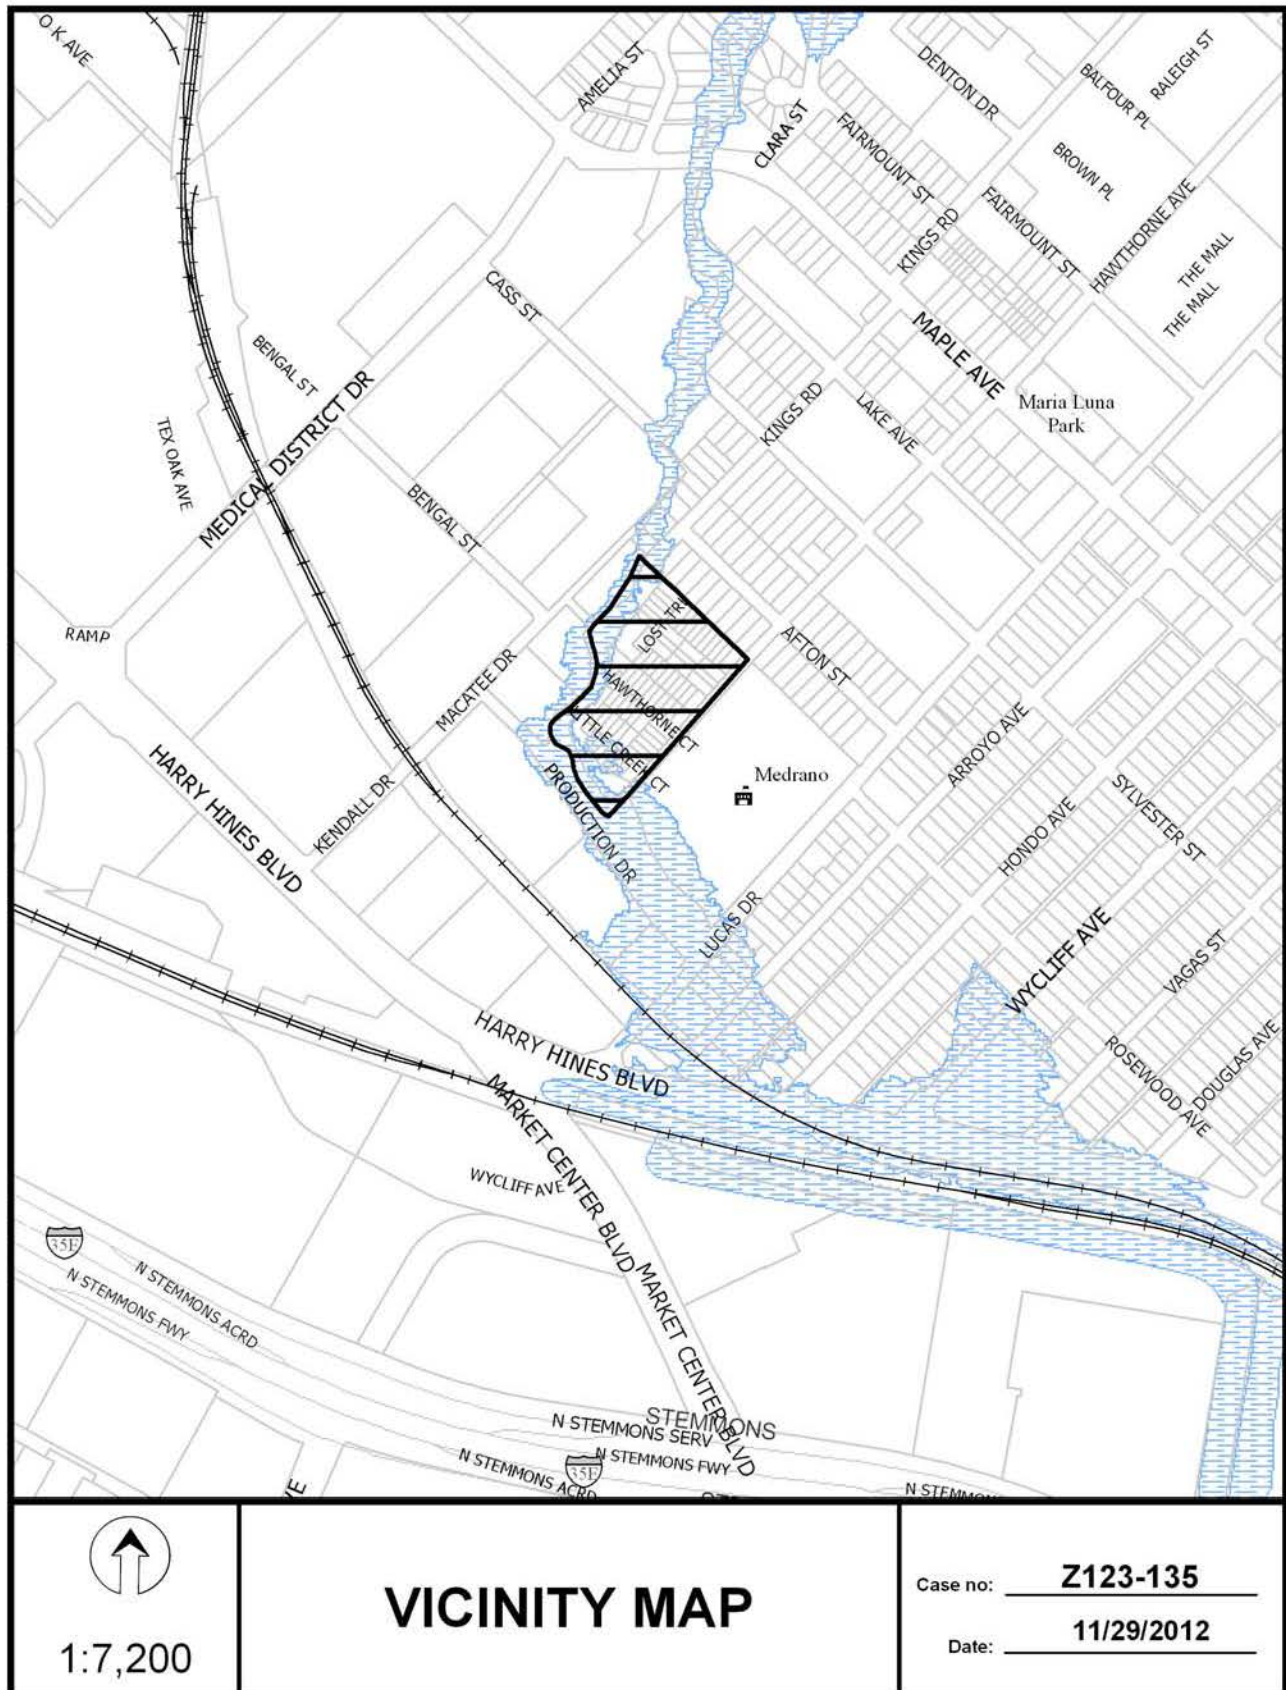 O K AVE
AMELIA ST
DENTON DR
BALFOUR PL
RALEIGH ST
CLARA ST
FAIRMOUNT ST
BROWN PL
KINGS RD
FAIRMOUNT ST
HAWTHORNE AVE
THE MALL
THE MALL
CASS ST
BENGAL ST
MAPLE AVE
MEDICAL DISTRICT DR
KINGS RD
LAKE AVE
Maria Luna
Park
TEX OAK AVE
BENGAL ST
RAMP
AFTON ST
MACATEE DR
HAWTHORNE CT
LITTLE CREEK CT
Medrano
ARROYO AVE
HARRY HINES BLVD
KENDALL DR
PRODUCTION DR
HONDO AVE
SYLVESTER ST
LUCAS DR
WYCLIFF AVE
VAGAS ST
HARRY HINES BLVD
ROSEWOOD AVE
DOUGLAS AVE
MARKET CENTER BLVD
WYCLIFF AVE
35E
N STEMMONS ACRD
N STEMMONS FWY
MARKET CENTER BLVD
STEMMONS
N STEMMONS SERV
N STEMMONS FWY
35E
N STEMMONS ACRD
N STEMMONS
VE
1:7,200
VICINITY MAP
Case no: Z123-135
Date: 11/29/2012